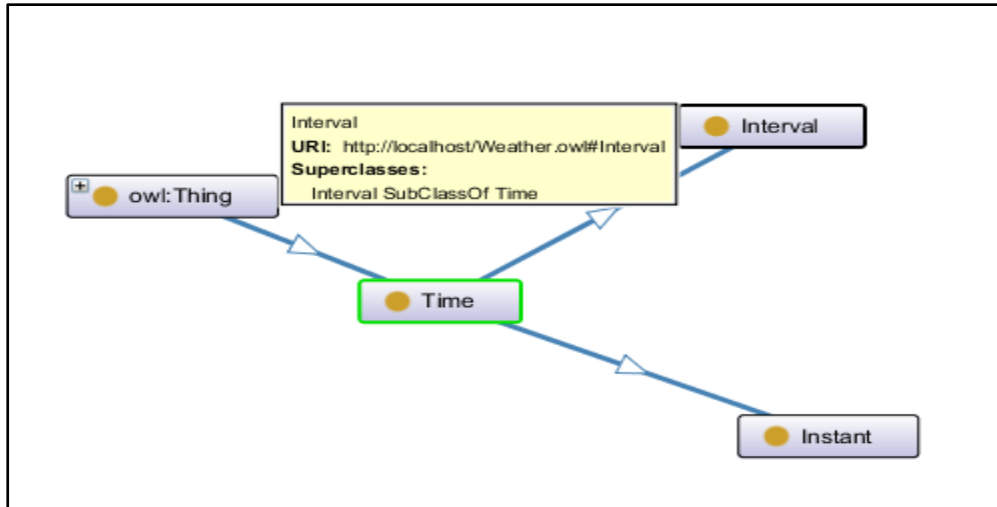 Interval
URI: http://localhost/Weather.owl#Interval
Superclasses:
Interval SubClassOf Time
Interval
owl:Thing
Time
Instant